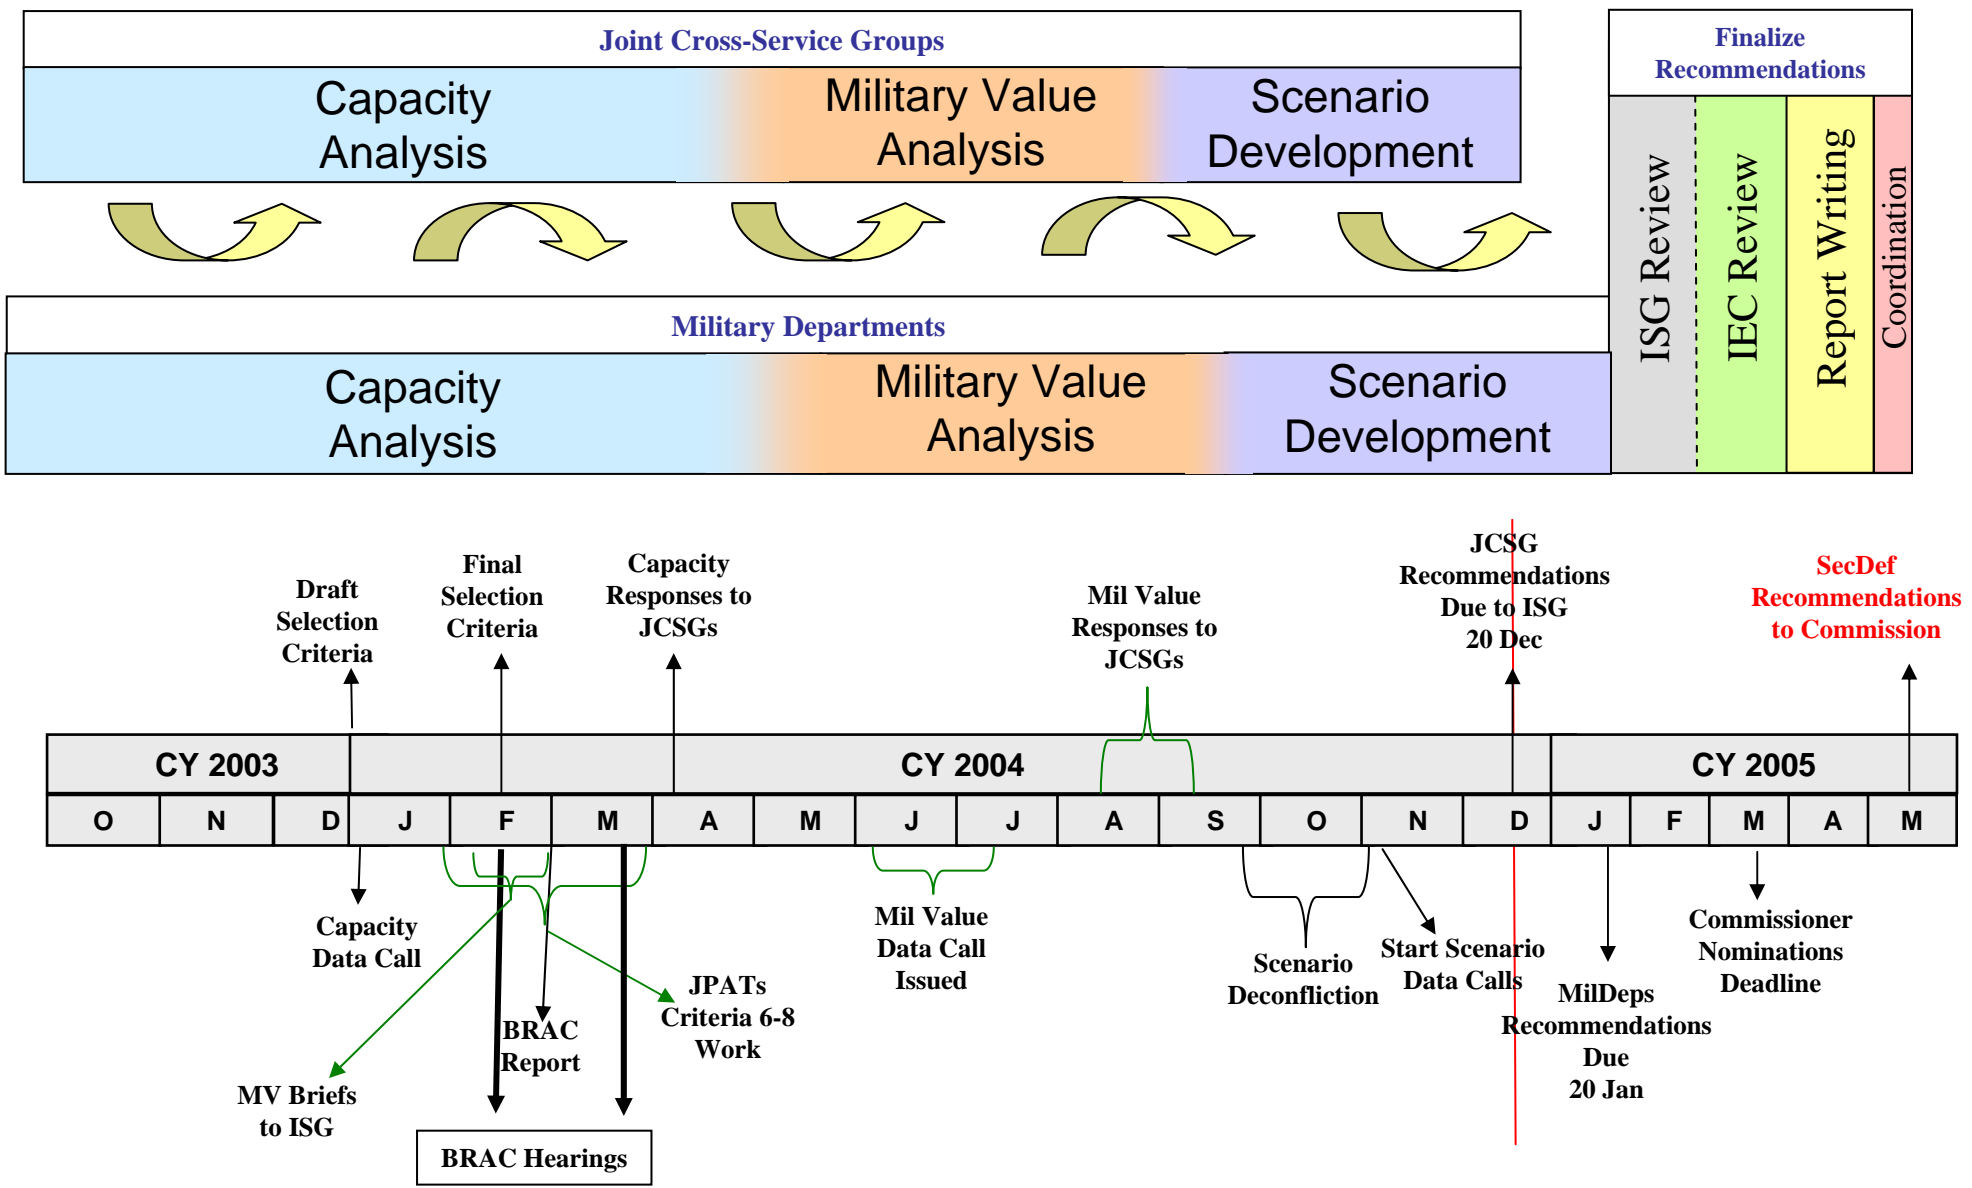 Joint Cross-Service Groups
Capacity
Analysis
Military Value
Analysis
Scenario
Development
Finalize
Recommendations
ISG Review
IEC Review
Report Writing
Coordination
Military Departments
Capacity
Analysis
Military Value
Analysis
Scenario
Development
Draft
Selection
Criteria
Final
Selection
Criteria
Capacity
Responses to
JCSGs
Mil Value
Responses to
JCSGs
JCSG
Recommendations
Due to ISG
20 Dec
SecDef
Recommendations
to Commission
CY 2003
CY 2004
CY 2005
O N D J F M A M J J A S O N D J F M A M
Capacity
Data Call
MV Briefs
to ISG
BRAC
Report
BRAC Hearings
JPATs
Criteria 6-8
Work
Mil Value
Data Call
Issued
Scenario
Deconfliction
Start Scenario
Data Calls
MilDeps
Recommendations
Due
20 Jan
Commissioner
Nominations
Deadline